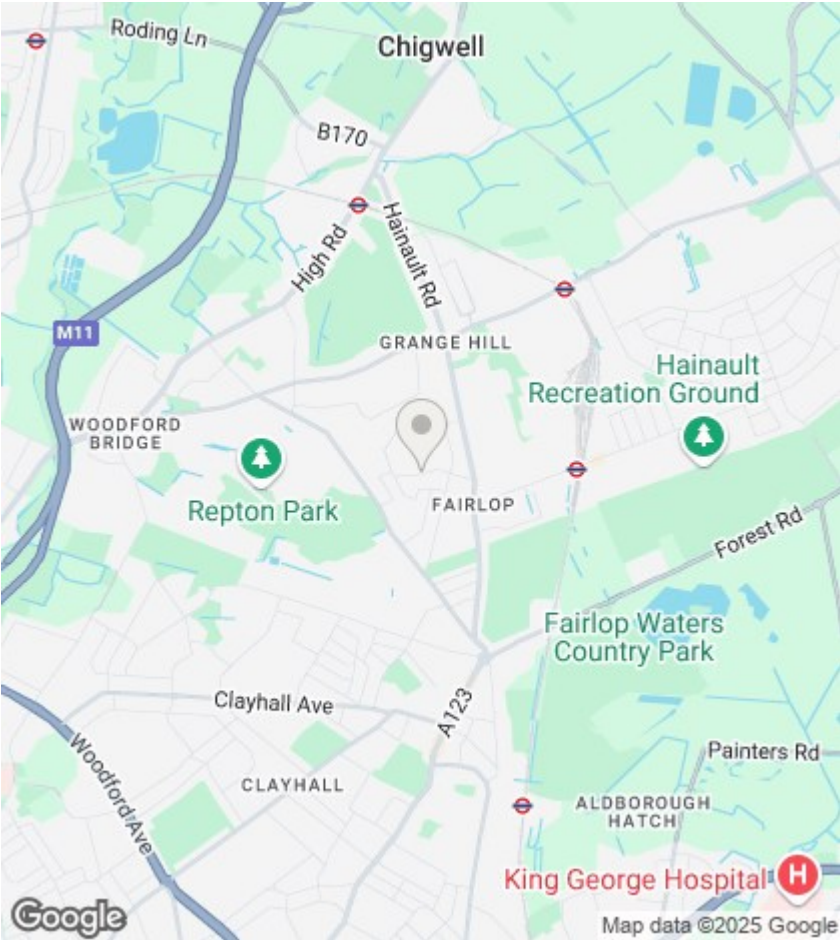 Roding Ln
Chigwell
B170
High Rd
Hainault Rd
M11
GRANGE HILL
Hainault
Recreation Ground
WOODFORD
BRIDGE
Repton Park
FAIRLOP
Forest Rd
Fairlop Waters
Country Park
Clayhall Ave
A123
Woodford Ave
Painters Rd
CLAYHALL
ALDBOROUGH
HATCH
King George Hospital
H
Google
Map data ©2025 Google